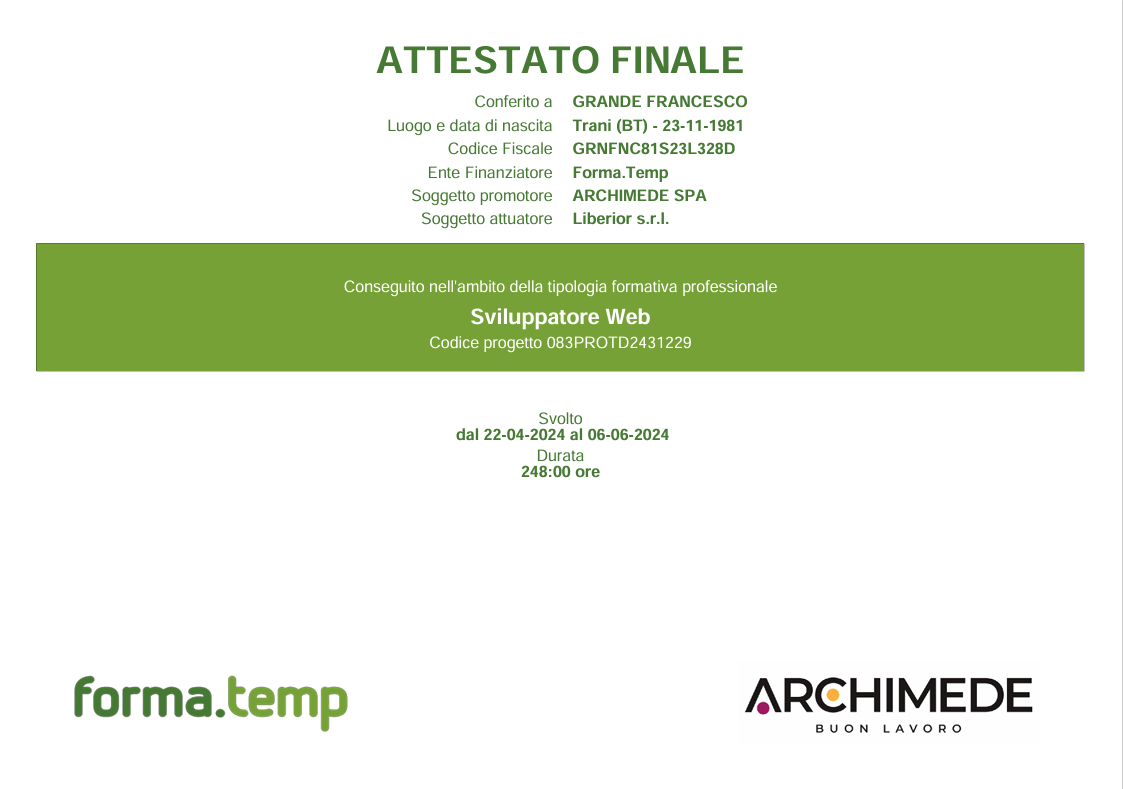 ATTESTATO FINALE
Conferito a GRANDE FRANCESCO
Luogo e data di nascita Trani (BT) - 23-11-1981
Codice Fiscale GRNFNC81S23L328D
Ente Finanziatore Forma.Temp
Soggetto promotore ARCHIMEDE SPA
Soggetto attuatore Liberior s.r.l.
Conseguito nell'ambito della tipologia formativa professionale
Sviluppatore Web
Codice progetto 083PROTD2431229
Svolto
dal 22-04-2024 al 06-06-2024
Durata
248:00 ore
forma.temp
ARCHIMEDE
BUON LAVORO